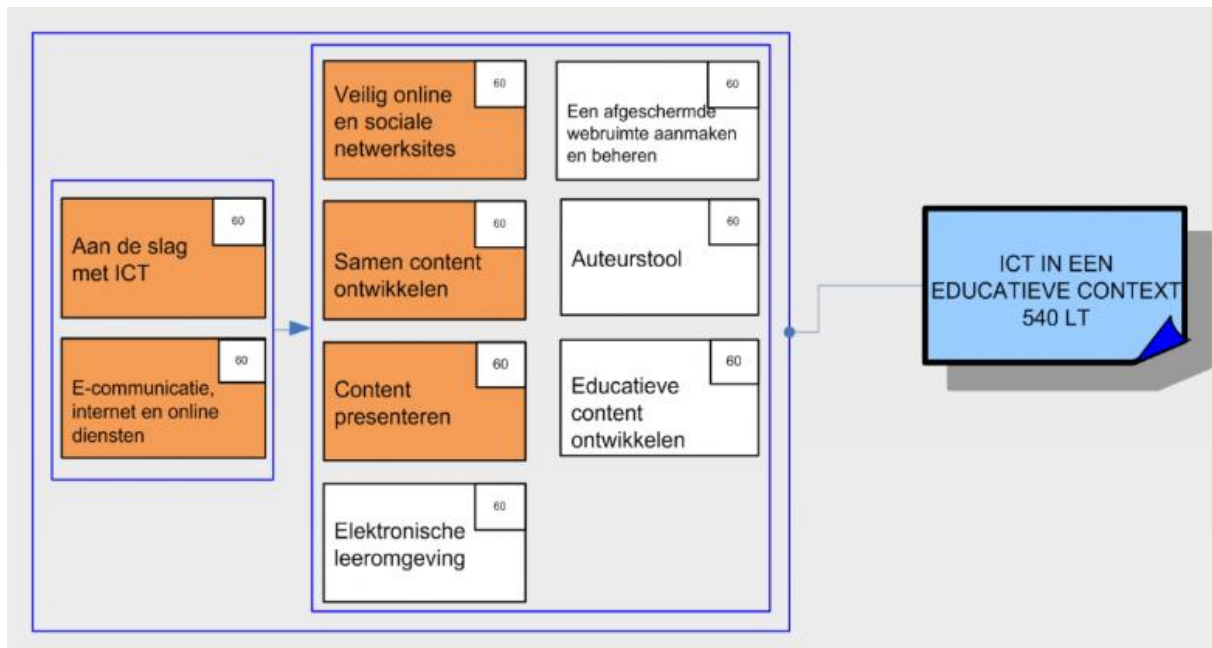 60
Aan de slag
met ICT
60
E-communicatie,
internet en online
diensten
60
Veilig online
en sociale
netwerksites
60
Samen content
ontwikkelen
60
Content
presenteren
60
Elektronische
leeromgeving
60
Een afgeschermde
webruimte aanmaken
en beheren
60
Auteurstool
60
Educatieve
content
ontwikkelen
ICT IN EEN
EDUCATIEVE CONTEXT
540 LT